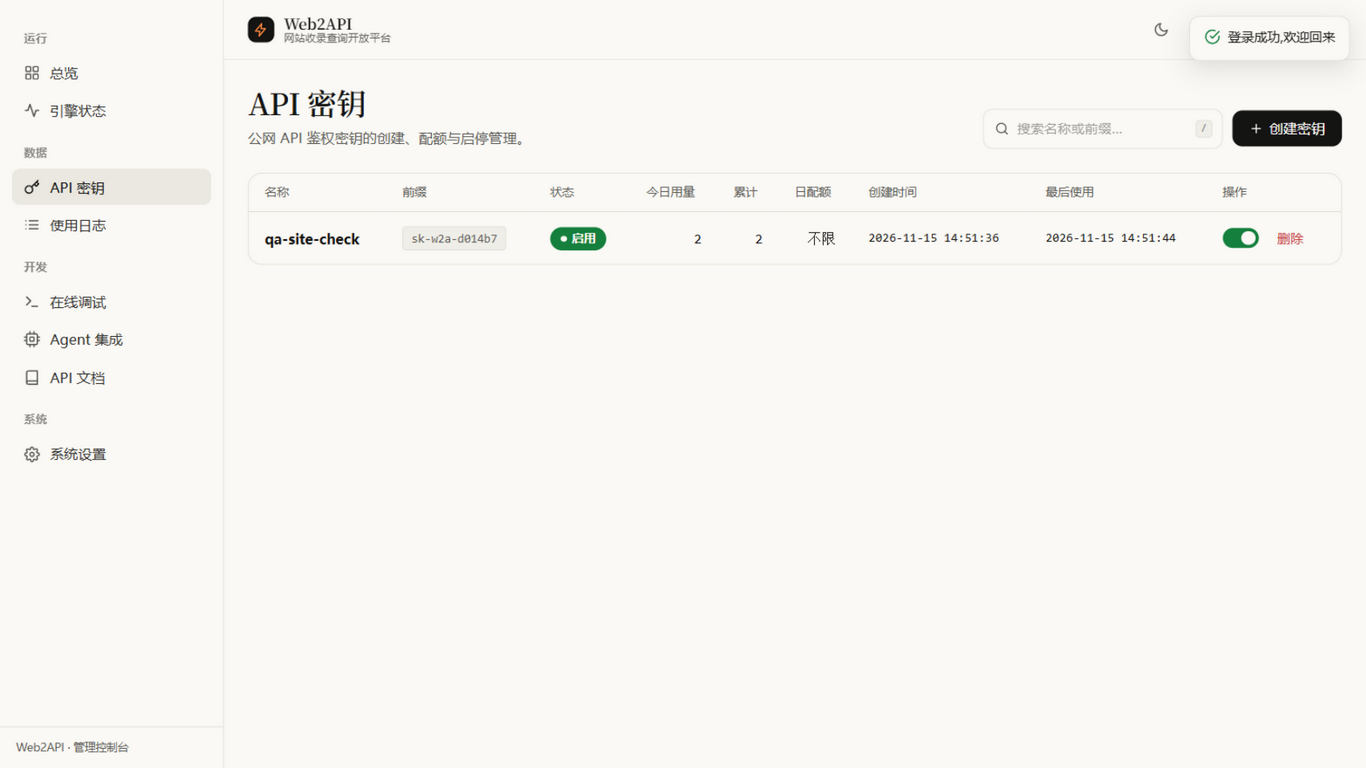 运行
总览
引擎状态
数据
API 密钥
使用日志
开发
在线调试
Agent 集成
API 文档
系统
系统设置
Web2API · 管理控制台
Web2API
网站收录查询开放平台
登录成功,欢迎回来
API 密钥
公网 API 鉴权密钥的创建、配额与启停管理。
搜索名称或前缀... /
+ 创建密钥
名称 前缀 状态 今日用量 累计 日配额 创建时间 最后使用 操作
qa-site-check sk-w2a-d014b7 启用 2 2 不限 2026-11-15 14:51:36 2026-11-15 14:51:44 删除